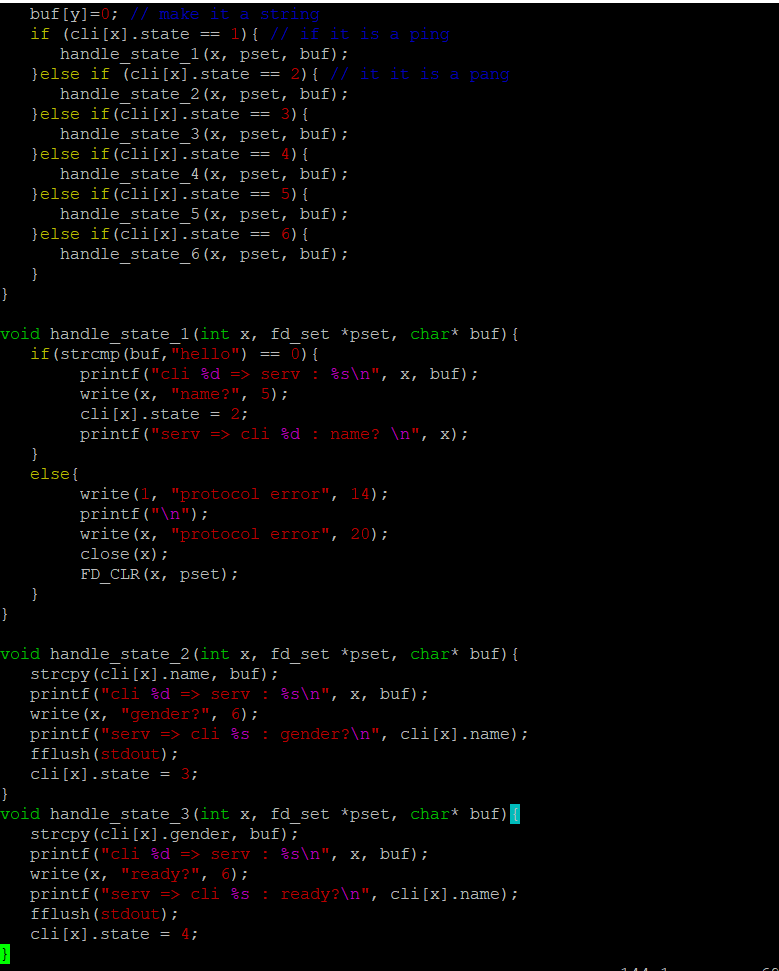 buf[y]=0; // make it a string
if (cli[x].state == 1){ // if it is a ping
handle_state_1(x, pset, buf);
}else if (cli[x].state == 2){ // it it is a pang
handle_state_2(x, pset, buf);
}else if(cli[x].state == 3){
handle_state_3(x, pset, buf);
}else if(cli[x].state == 4){
handle_state_4(x, pset, buf);
}else if(cli[x].state == 5){
handle_state_5(x, pset, buf);
}else if(cli[x].state == 6){
handle_state_6(x, pset, buf);
}
}
void handle_state_1(int x, fd_set *pset, char* buf){
if(strcmp(buf,"hello") == 0){
printf("cli %d => serv : %s\n", x, buf);
write(x, "name?", 5);
cli[x].state = 2;
printf("serv => cli %d : name? \n", x);
}
else{
write(1, "protocol error", 14);
printf("\n");
write(x, "protocol error", 20);
close(x);
FD_CLR(x, pset);
}
}
void handle_state_2(int x, fd_set *pset, char* buf){
strcpy(cli[x].name, buf);
printf("cli %d => serv : %s\n", x, buf);
write(x, "gender?", 6);
printf("serv => cli %s : gender?\n", cli[x].name);
fflush(stdout);
cli[x].state = 3;
}
void handle_state_3(int x, fd_set *pset, char* buf){
strcpy(cli[x].gender, buf);
printf("cli %d => serv : %s\n", x, buf);
write(x, "ready?", 6);
printf("serv => cli %s : ready?\n", cli[x].name);
fflush(stdout);
cli[x].state = 4;
}